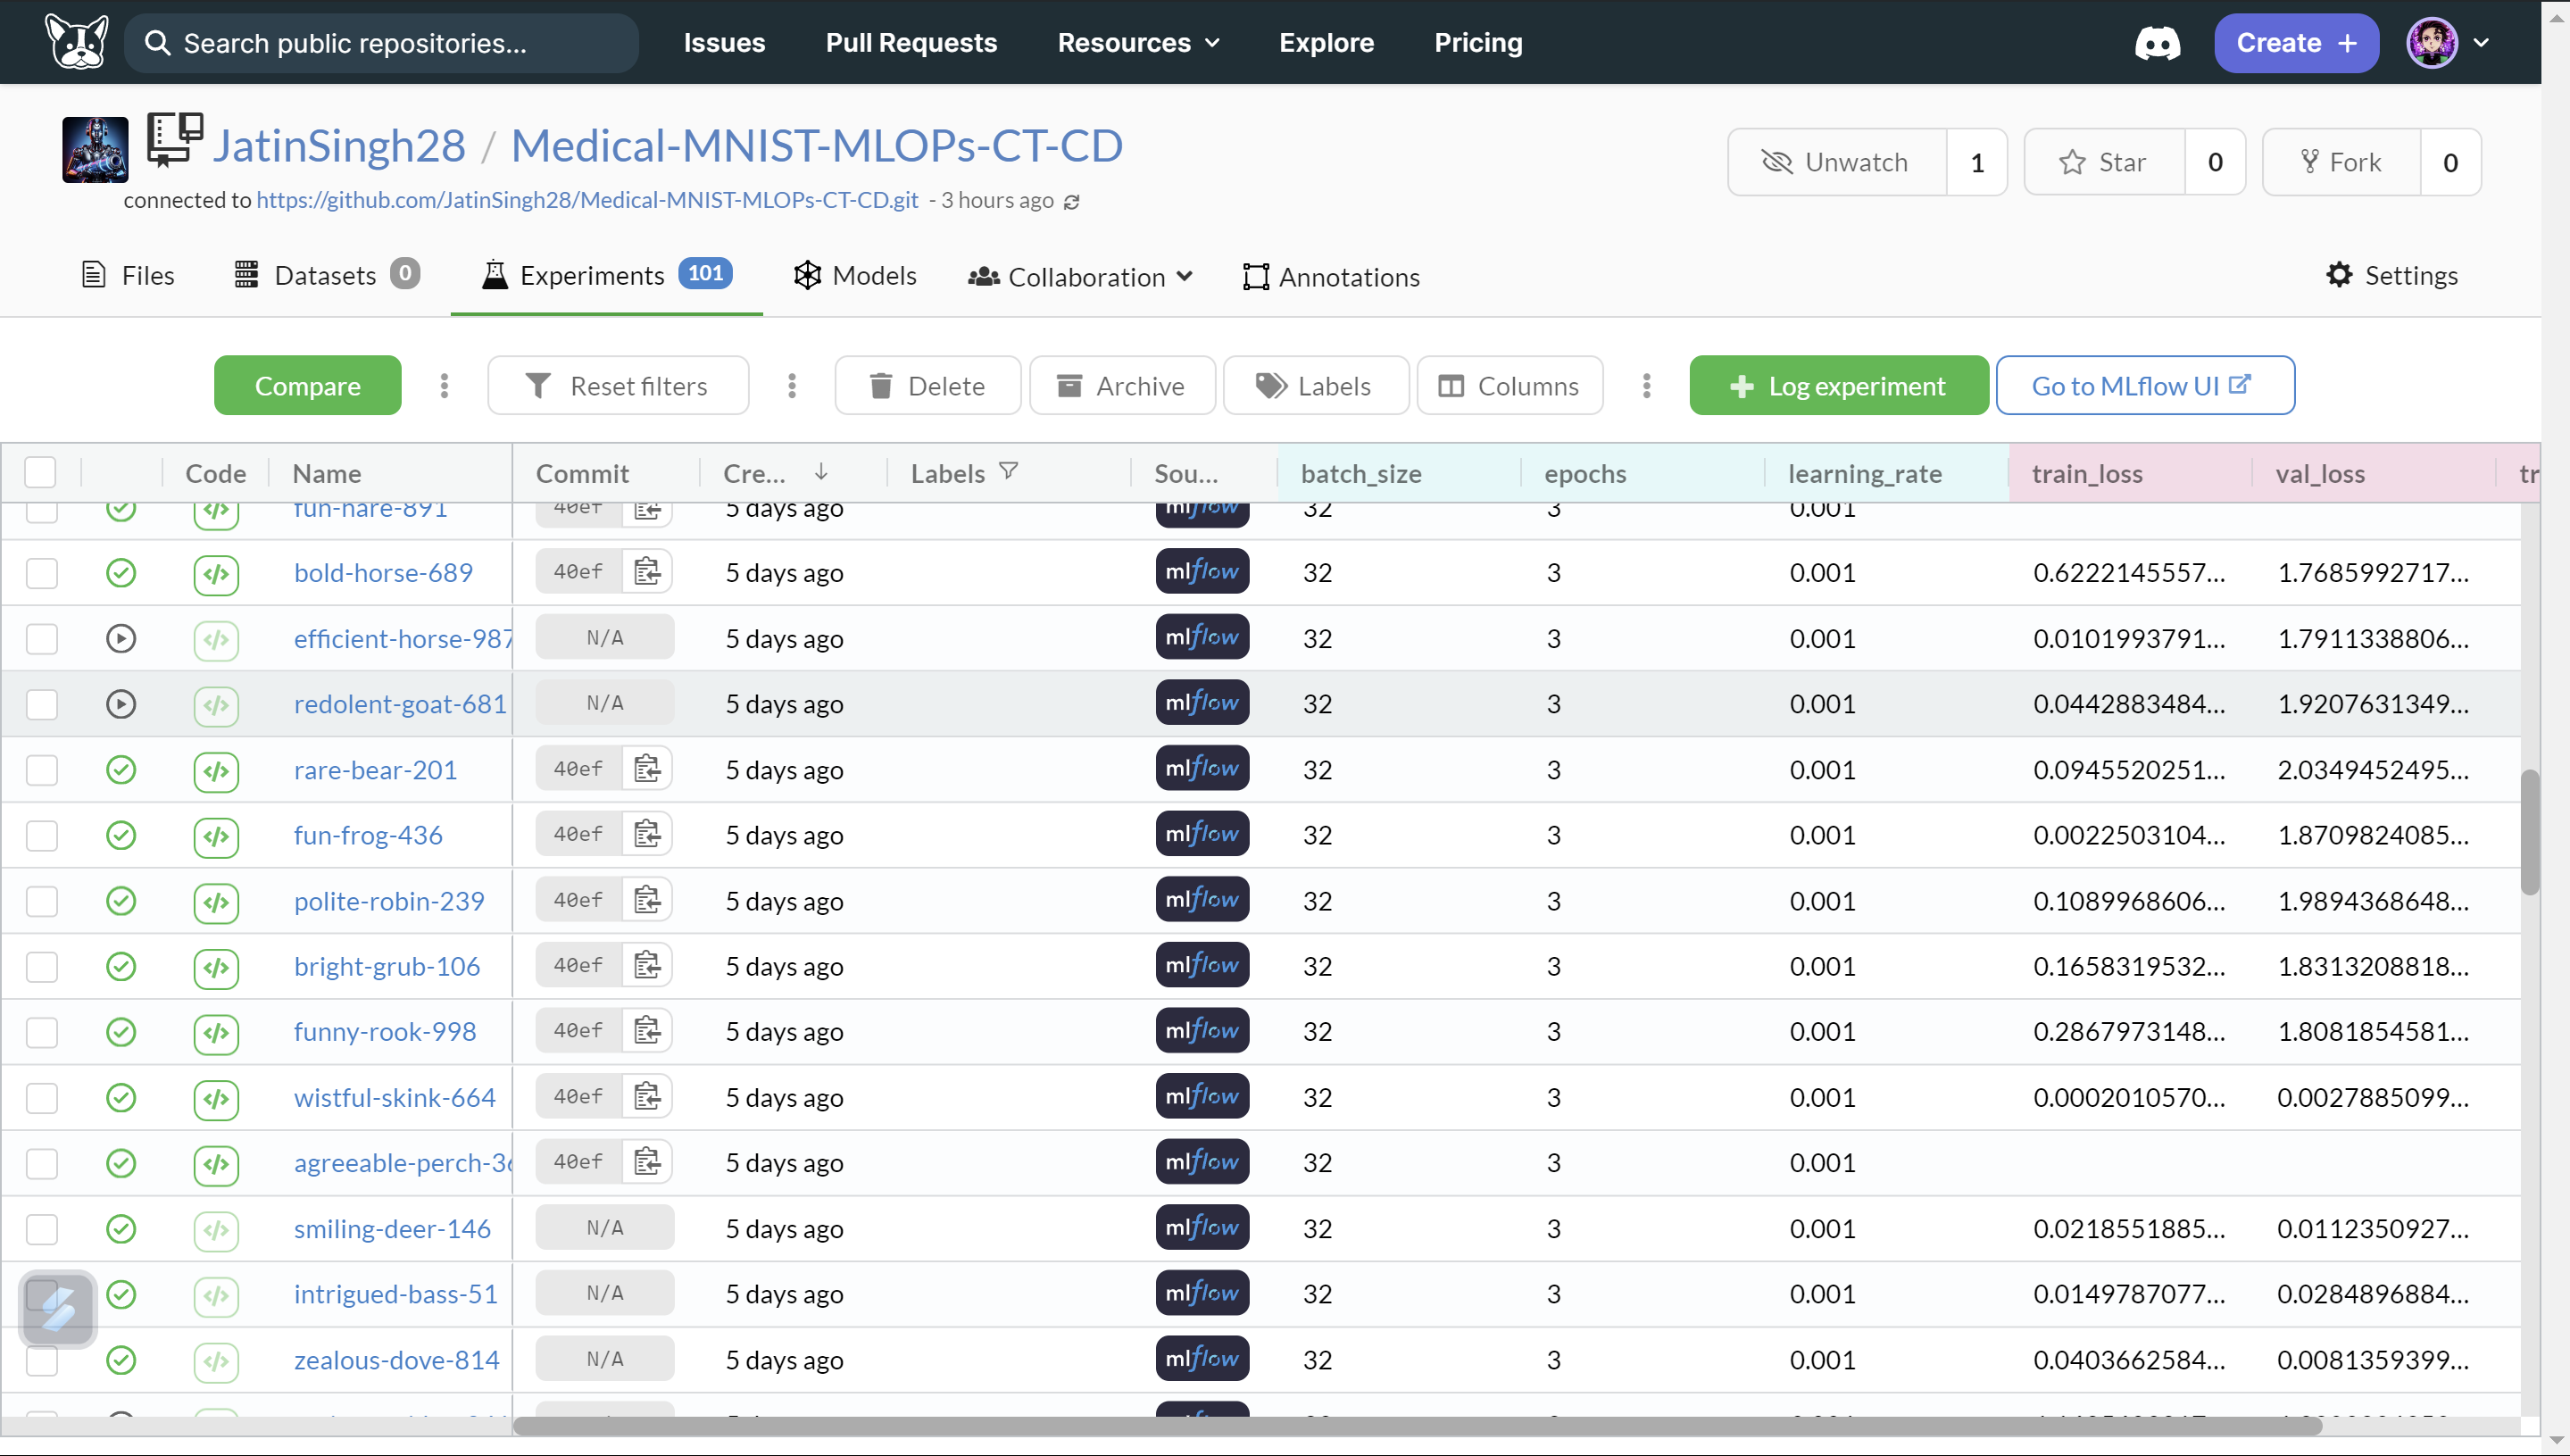 Search public repositories...
Issues
Pull Requests
Resources
Explore
Pricing
Create +
JatinSingh28 / Medical-MNIST-MLOPs-CT-CD
Unwatch 1
Star 0
Fork 0
connected to https://github.com/JatinSingh28/Medical-MNIST-MLOPs-CT-CD.git - 3 hours ago
Files
Datasets 0
Experiments 101
Models
Collaboration
Annotations
Settings
Compare
Reset filters
Delete
Archive
Labels
Columns
Log experiment
Go to MLflow UI
Code Name Commit Cre... Labels Sou... batch_size epochs learning_rate train_loss val_loss tr
fun-hare-891 40ef 5 days ago mlflow 32 3 0.001
bold-horse-689 40ef 5 days ago mlflow 32 3 0.001 0.6222145557... 1.7685992717...
efficient-horse-987 N/A 5 days ago mlflow 32 3 0.001 0.0101993791... 1.7911338806...
redolent-goat-681 N/A 5 days ago mlflow 32 3 0.001 0.0442883484... 1.9207631349...
rare-bear-201 40ef 5 days ago mlflow 32 3 0.001 0.0945520251... 2.0349452495...
fun-frog-436 40ef 5 days ago mlflow 32 3 0.001 0.0022503104... 1.8709824085...
polite-robin-239 40ef 5 days ago mlflow 32 3 0.001 0.1089968606... 1.9894368648...
bright-grub-106 40ef 5 days ago mlflow 32 3 0.001 0.1658319532... 1.8313208818...
funny-rook-998 40ef 5 days ago mlflow 32 3 0.001 0.2867973148... 1.8081854581...
wistful-skink-664 40ef 5 days ago mlflow 32 3 0.001 0.0002010570... 0.0027885099...
agreeable-perch-36 40ef 5 days ago mlflow 32 3 0.001
smiling-deer-146 N/A 5 days ago mlflow 32 3 0.001 0.0218551885... 0.0112350927...
intrigued-bass-51 N/A 5 days ago mlflow 32 3 0.001 0.0149787077... 0.0284896884...
zealous-dove-814 N/A 5 days ago mlflow 32 3 0.001 0.0403662584... 0.0081359399...